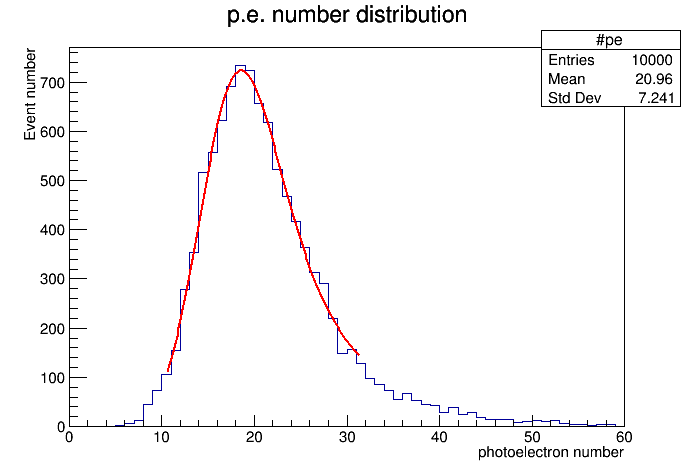 p.e. number distribution
#pe
Entries 10000
Mean 20.96
Std Dev 7.241
Event number
700
600
500
400
300
200
100
0
0 10 20 30 40 50 60
photoelectron number